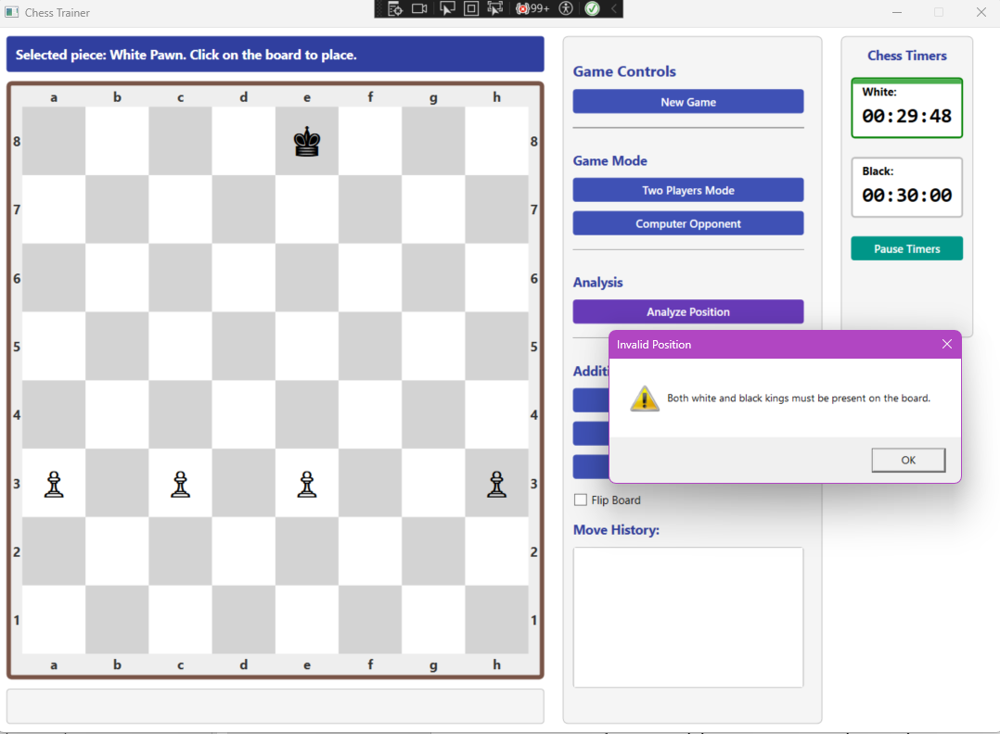 Chess Trainer
99+
Selected piece: White Pawn. Click on the board to place.
a b c d e f g h
8 8
7 7
6 6
5 5
4 4
3 3
2 2
1 1
a b c d e f g h
Game Controls
New Game
Game Mode
Two Players Mode
Computer Opponent
Analysis
Analyze Position
Additi
Flip Board
Move History:
Chess Timers
White:
00:29:48
Black:
00:30:00
Pause Timers
Invalid Position
Both white and black kings must be present on the board.
OK